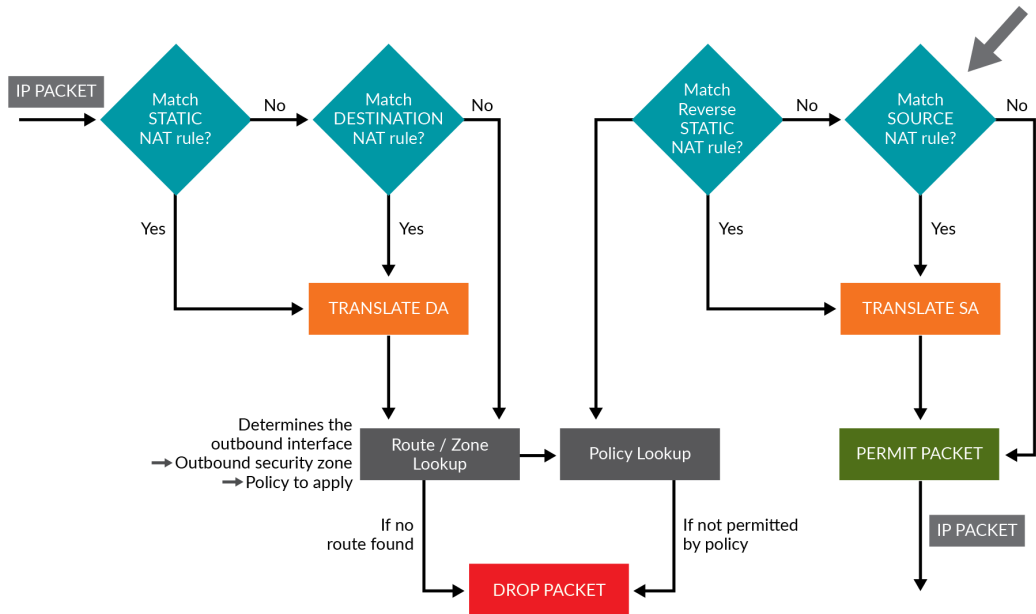 IP PACKET
Match
STATIC
NAT rule?
No
Match
DESTINATION
NAT rule?
No
Match
Reverse
STATIC
NAT rule?
No
Match
SOURCE
NAT rule?
No
Yes
Yes
Yes
Yes
TRANSLATE DA
TRANSLATE SA
Determines the
outbound interface
Outbound security zone
Policy to apply
Route / Zone
Lookup
Policy Lookup
PERMIT PACKET
If no
route found
If not permitted
by policy
IP PACKET
DROP PACKET